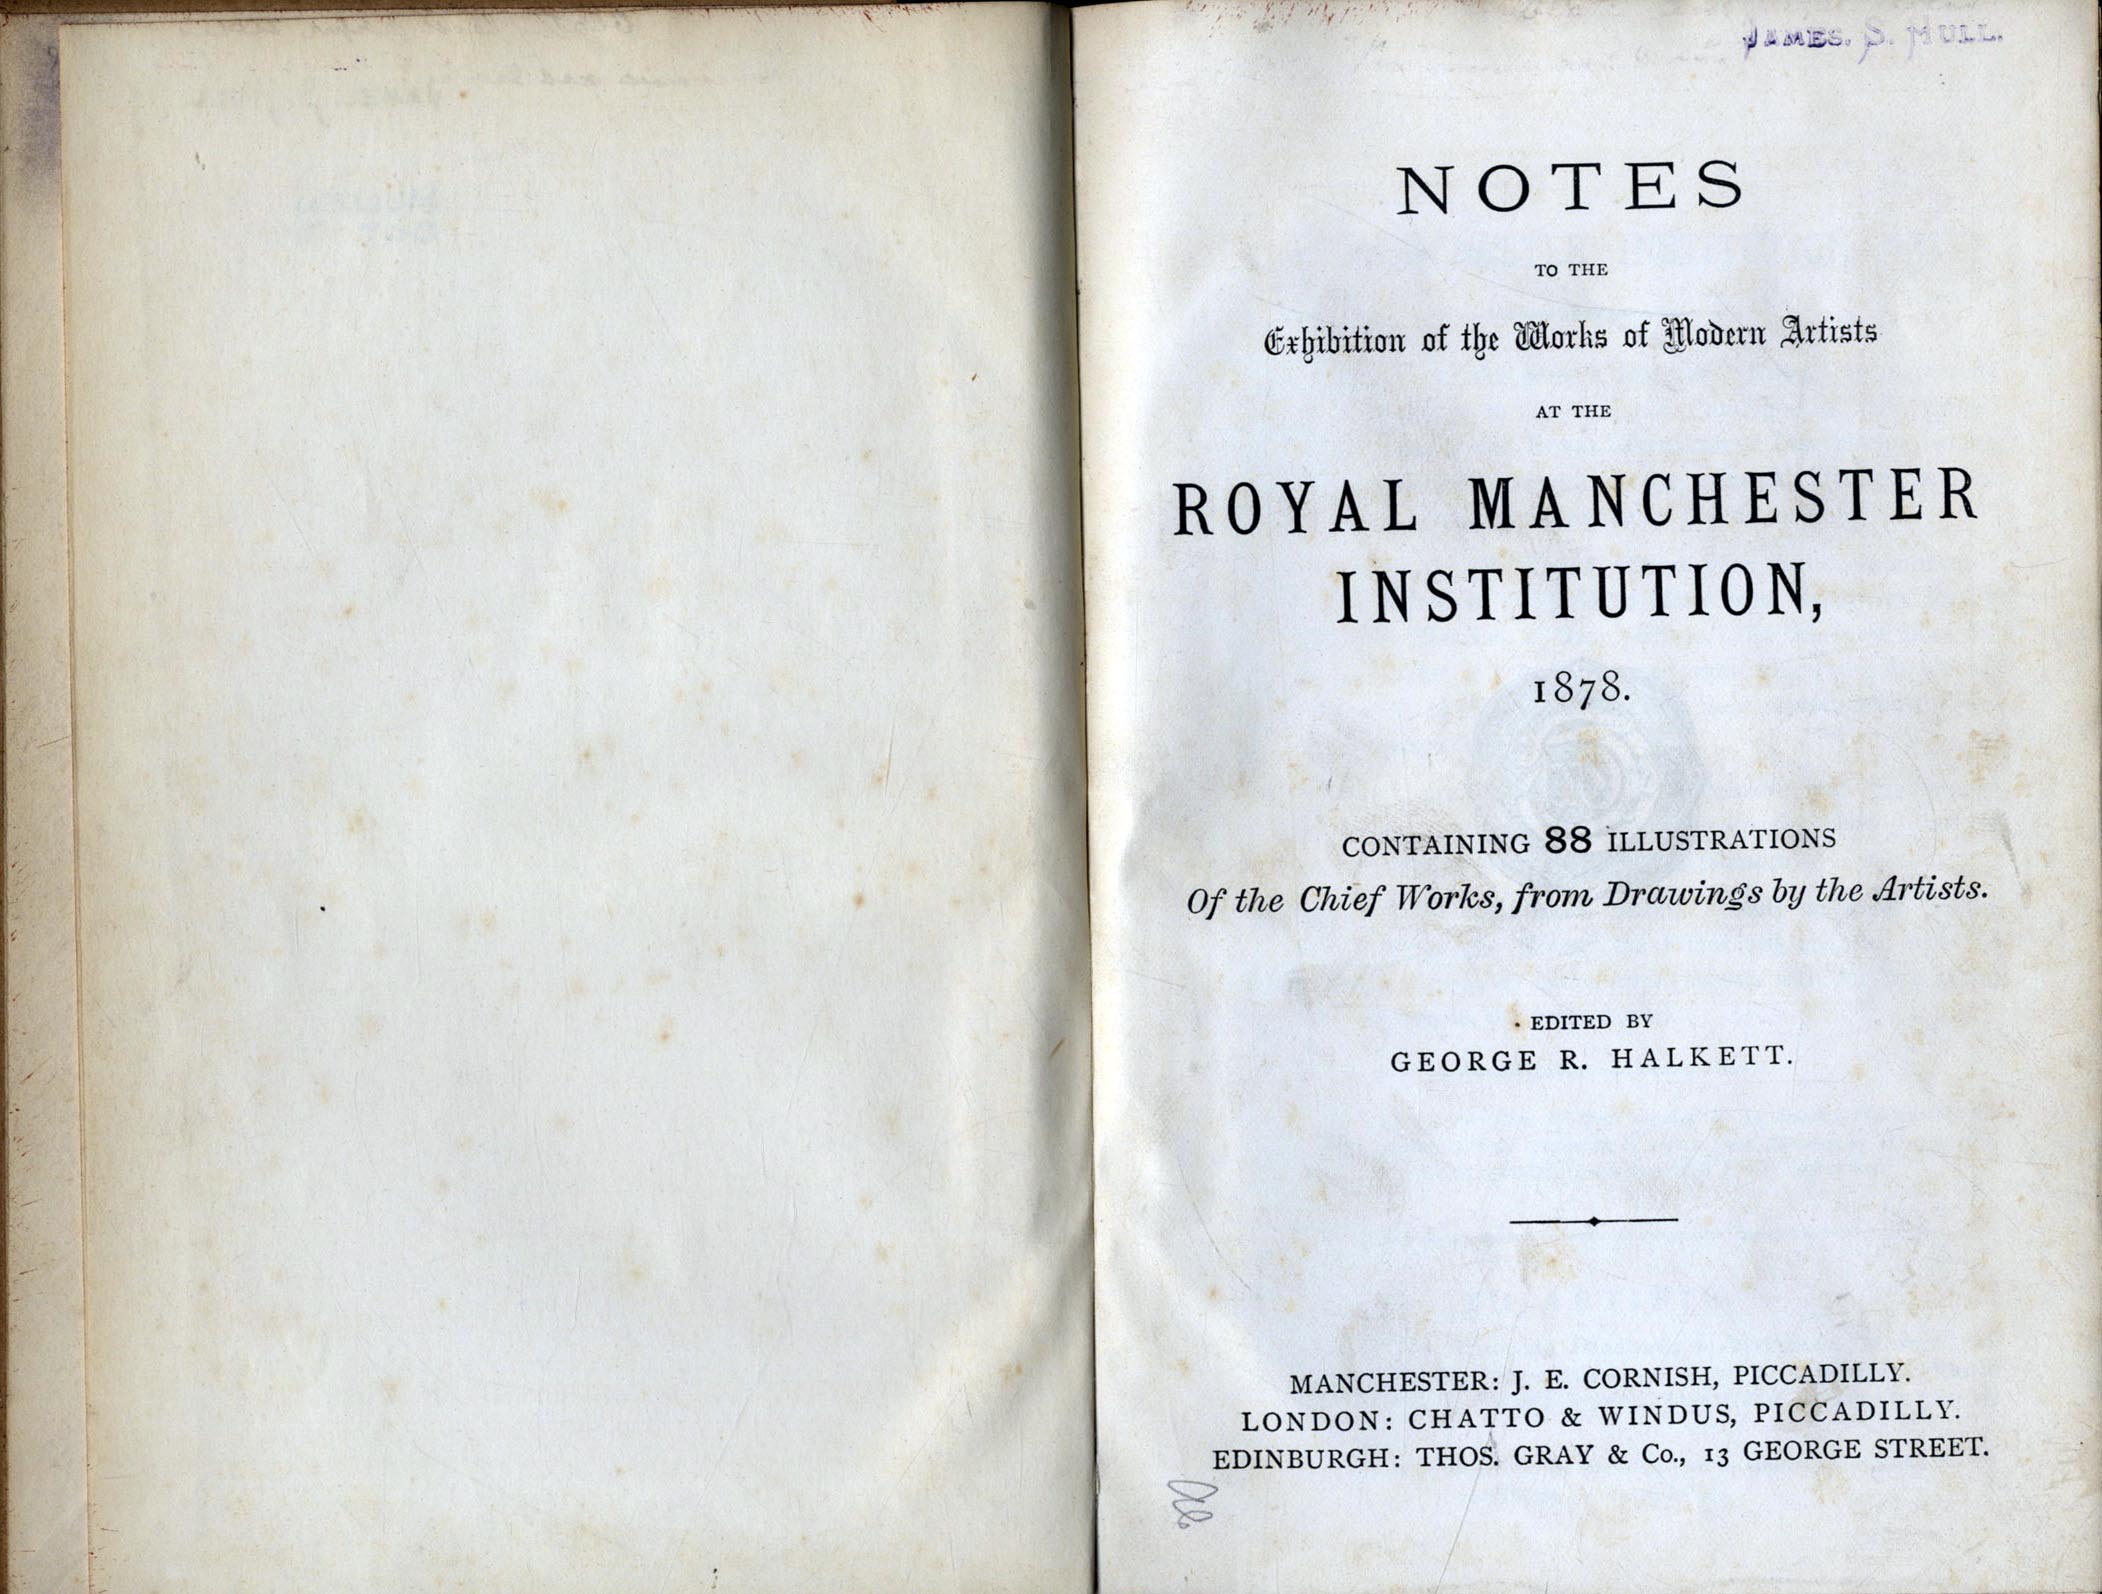 JAMES. S. MULL.
NOTES
TO THE
Exhibition of the Works of Modern Artists
AT THE
ROYAL MANCHESTER
INSTITUTION,
1878.
CONTAINING 88 ILLUSTRATIONS
Of the Chief Works, from Drawings by the Artists.
EDITED BY
GEORGE R. HALKETT.
MANCHESTER: J. E. CORNISH, PICCADILLY.
LONDON: CHATTO & WINDUS, PICCADILLY.
EDINBURGH: THOS. GRAY & Co., 13 GEORGE STREET.